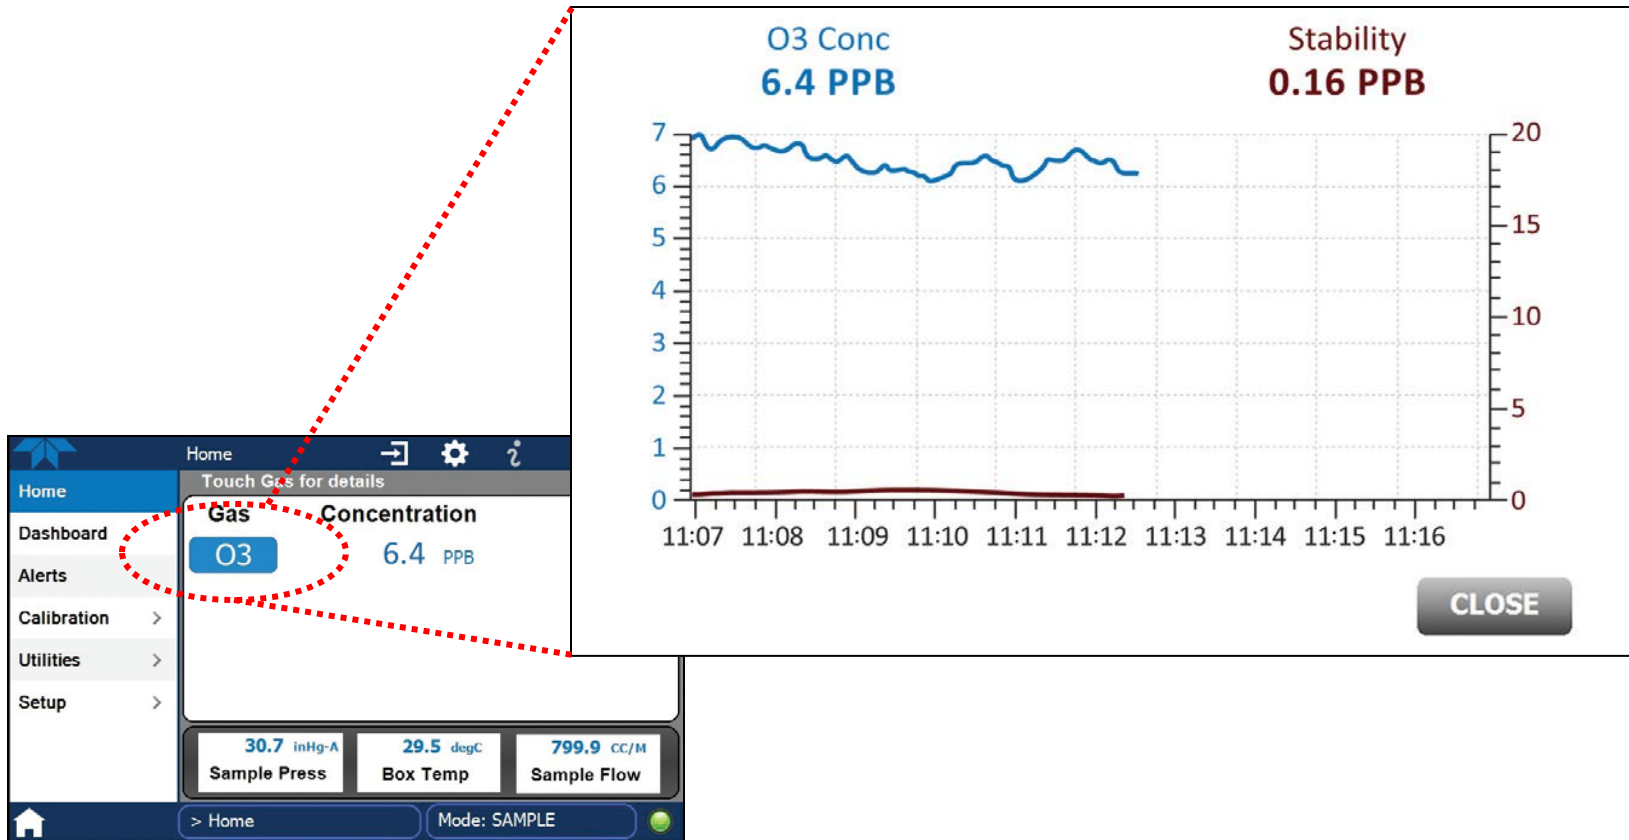 O3 Conc
6.4 PPB
Stability
0.16 PPB
7
6
5
4
3
2
1
0
20
15
10
5
0
11:07 11:08 11:09 11:10 11:11 11:12 11:13 11:14 11:15 11:16
CLOSE
Home
Touch Gas for details
Home
Dashboard
Alerts
Calibration >
Utilities >
Setup >
Gas Concentration
O3 6.4 PPB
30.7 inHg-A
Sample Press
29.5 degC
Box Temp
799.9 CC/M
Sample Flow
> Home
Mode: SAMPLE